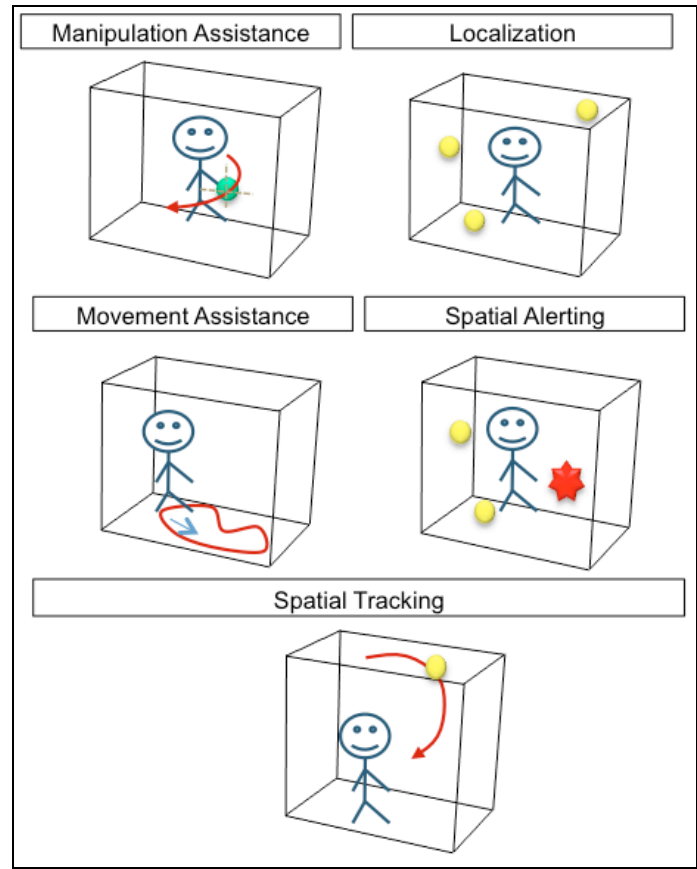 Manipulation Assistance
Localization
Movement Assistance
Spatial Alerting
Spatial Tracking